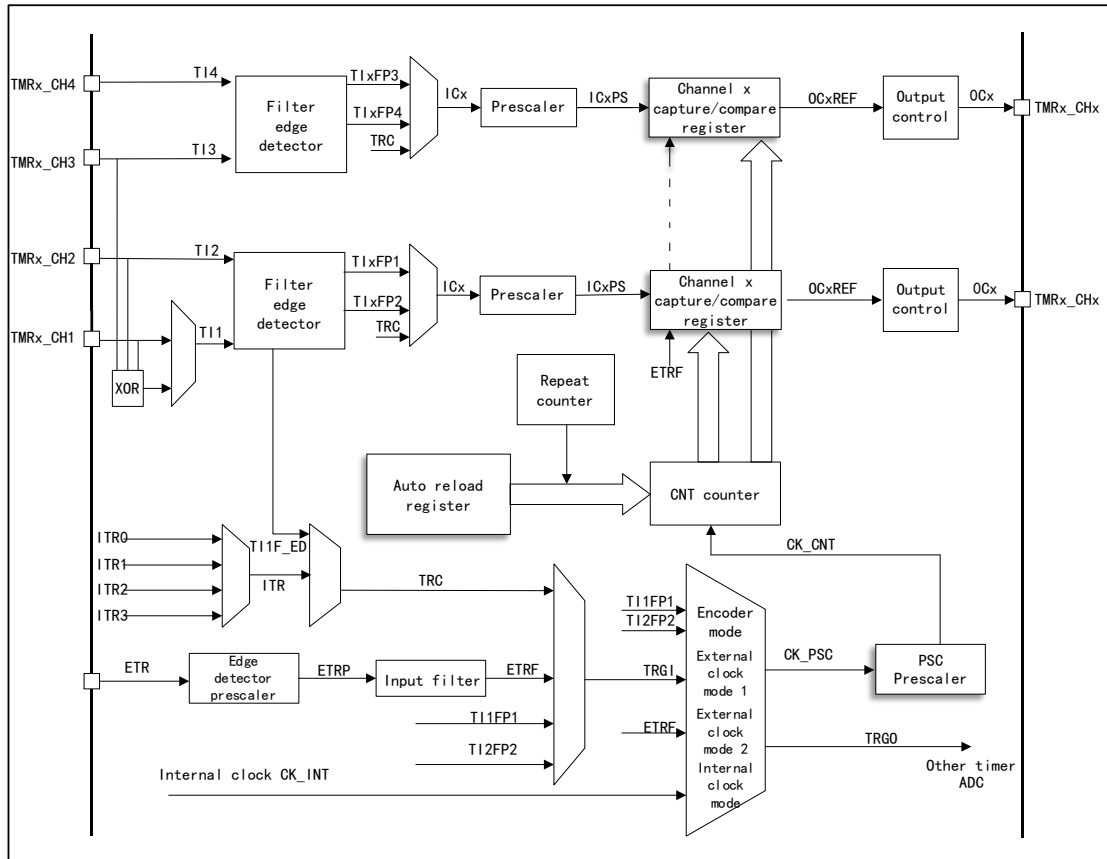 TMRx_CH4
TI4
Filter
edge
detector
TIxFP3
TIxFP4
TRC
ICx
Prescaler
ICxPS
Channel x
capture/compare
register
OCxREF
Output
control
OCx
TMRx_CHx
TMRx_CH3
TI3
TMRx_CH2
TI2
Filter
edge
detector
TIxFP1
TIxFP2
TRC
ICx
Prescaler
ICxPS
Channel x
capture/compare
register
OCxREF
Output
control
OCx
TMRx_CHx
TMRx_CH1
TI1
XOR
ETRF
Repeat
counter
Auto reload
register
CNT counter
CK_CNT
ITR0
ITR1
ITR2
ITR3
TI1F_ED
ITR
TRC
TI1FP1
TI2FP2
Encoder
mode
External
clock
mode 1
External
clock
mode 2
Internal
clock
mode
CK_PSC
PSC
Prescaler
ETR
Edge
detector
prescaler
ETRP
Input filter
ETRF
TRGI
TI1FP1
TI2FP2
ETRF
TRGO
Other timer
ADC
Internal clock CK_INT